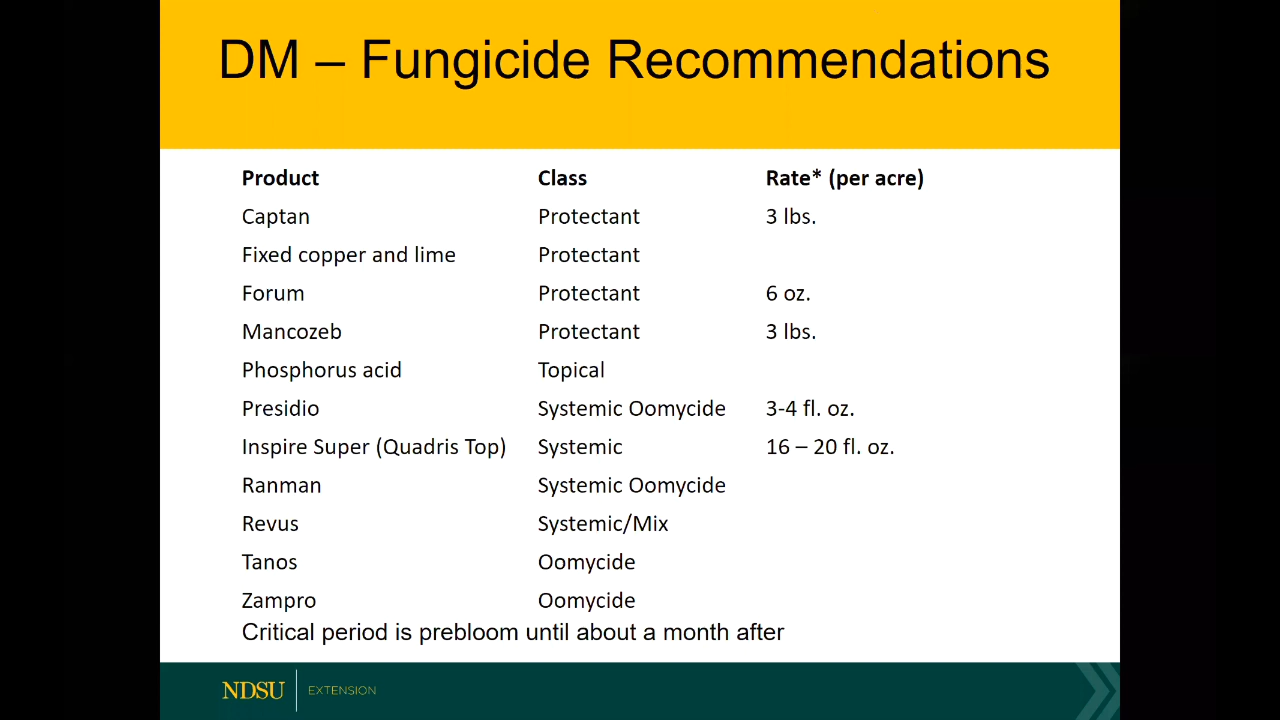 DM – Fungicide Recommendations
Product Class Rate* (per acre)
Captan Protectant 3 lbs.
Fixed copper and lime Protectant
Forum Protectant 6 oz.
Mancozeb Protectant 3 lbs.
Phosphorus acid Topical
Presidio Systemic Oomycide 3-4 fl. oz.
Inspire Super (Quadris Top) Systemic 16 – 20 fl. oz.
Ranman Systemic Oomycide
Revus Systemic/Mix
Tanos Oomycide
Zampro Oomycide
Critical period is prebloom until about a month after
NDSU EXTENSION